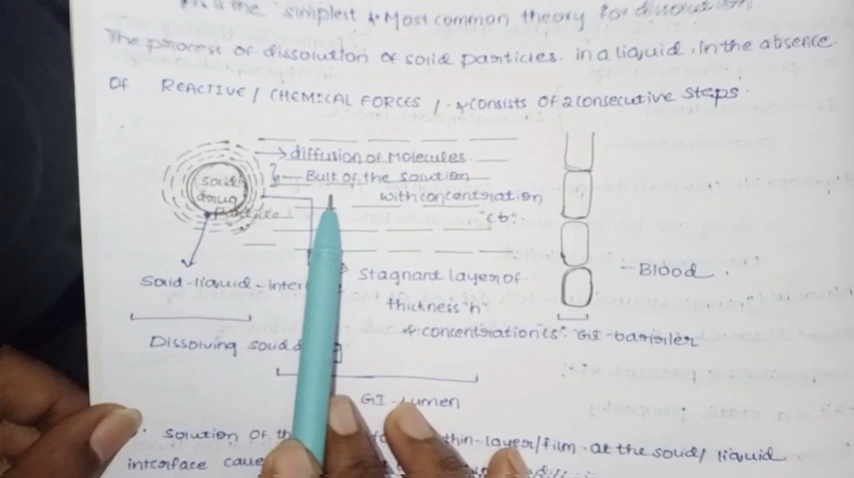 the simplest & Most common theory for dissolution.
The process of dissolution of solid particles. in a liquid, in the absence.
Of REACTIVE / CHEMICAL FORCES / . & CONSISTS OF 2 consecutive steps.
→ diffusion of Molecules.
Solid
drug
Particle
Bulk of the solution
with concentration
"cb".
Solid-liquid-inter
Stagnant layer of
thickness "h".
& concentration cs".
- Blood.
GI-barrier
Dissolving solid
GI-Lumen
Solution of th thin-layer/film at the solid/liquid
interface